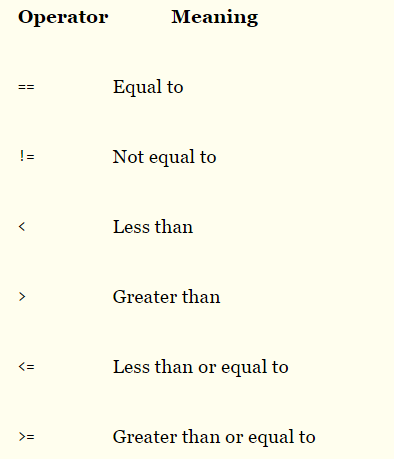 Operator Meaning
== Equal to
!= Not equal to
< Less than
> Greater than
<= Less than or equal to
>= Greater than or equal to